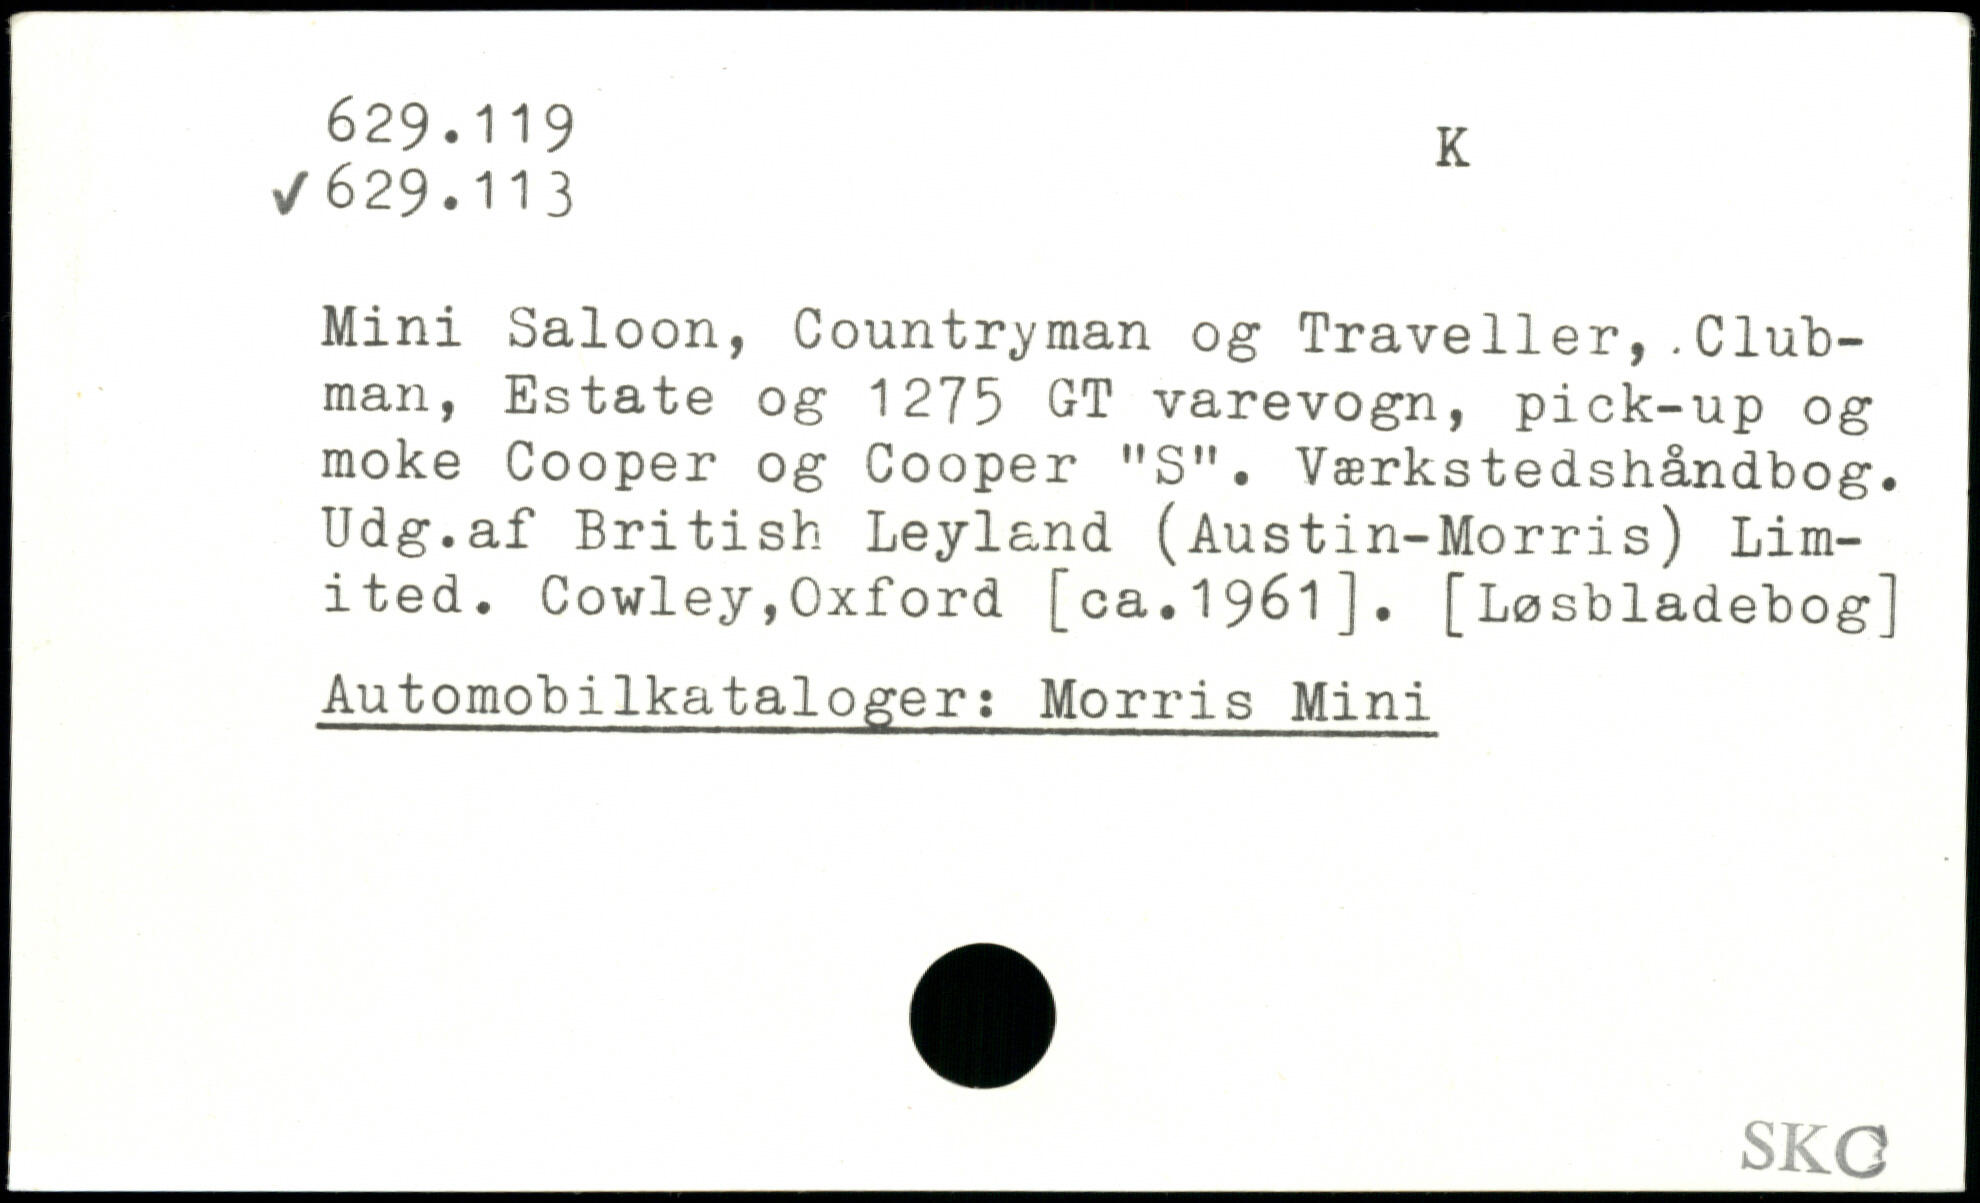 629.119
K
✓629.113
Mini Saloon, Countryman og Traveller, Club-
man, Estate og 1275 GT varevogn, pick-up og
moke Cooper og Cooper "S". Værkstedshåndbog.
Udg.af British Leyland (Austin-Morris) Lim-
ited. Cowley,Oxford [ca.1961]. [Løsbladebog]
Automobilkataloger: Morris Mini